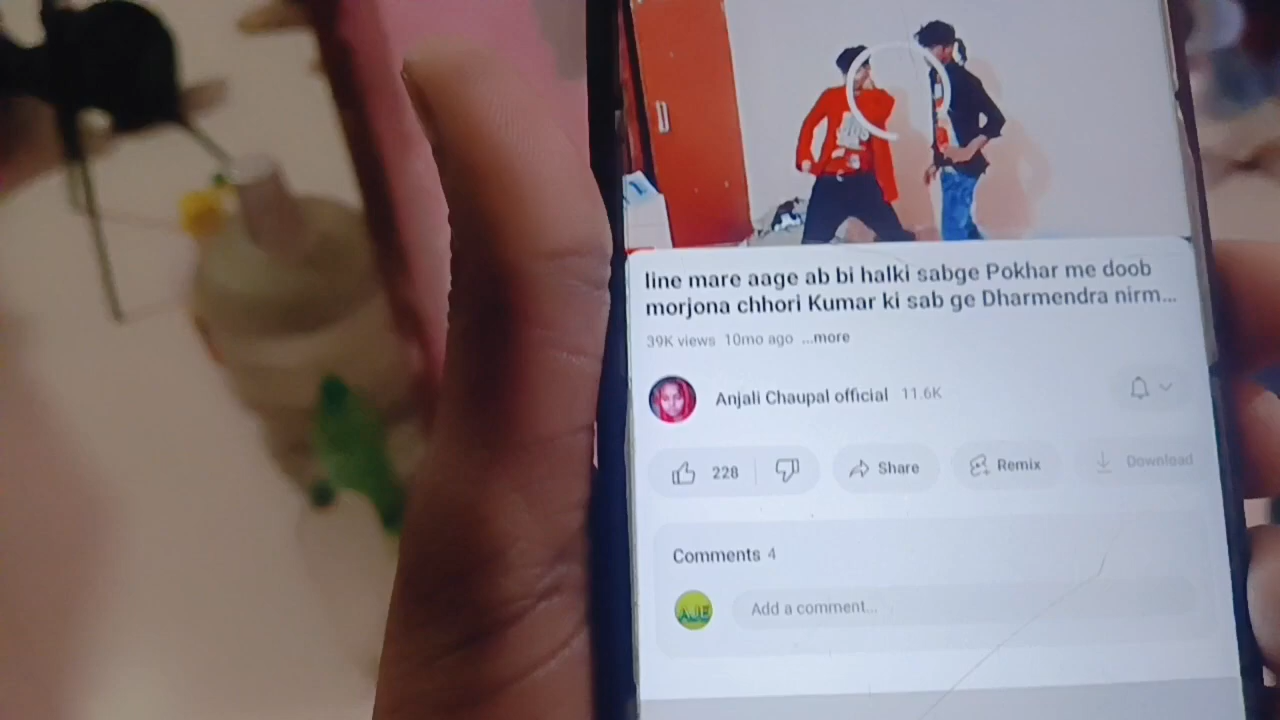 line mare aage ab bi halki sabge Pokhar me doob
morjona chhori Kumar ki sab ge Dharmendra nirm...
39K views 10mo ago ...more
Anjali Chaupal official 11.6K
228
Share
Remix
Download
Comments 4
AJE
Add a comment...